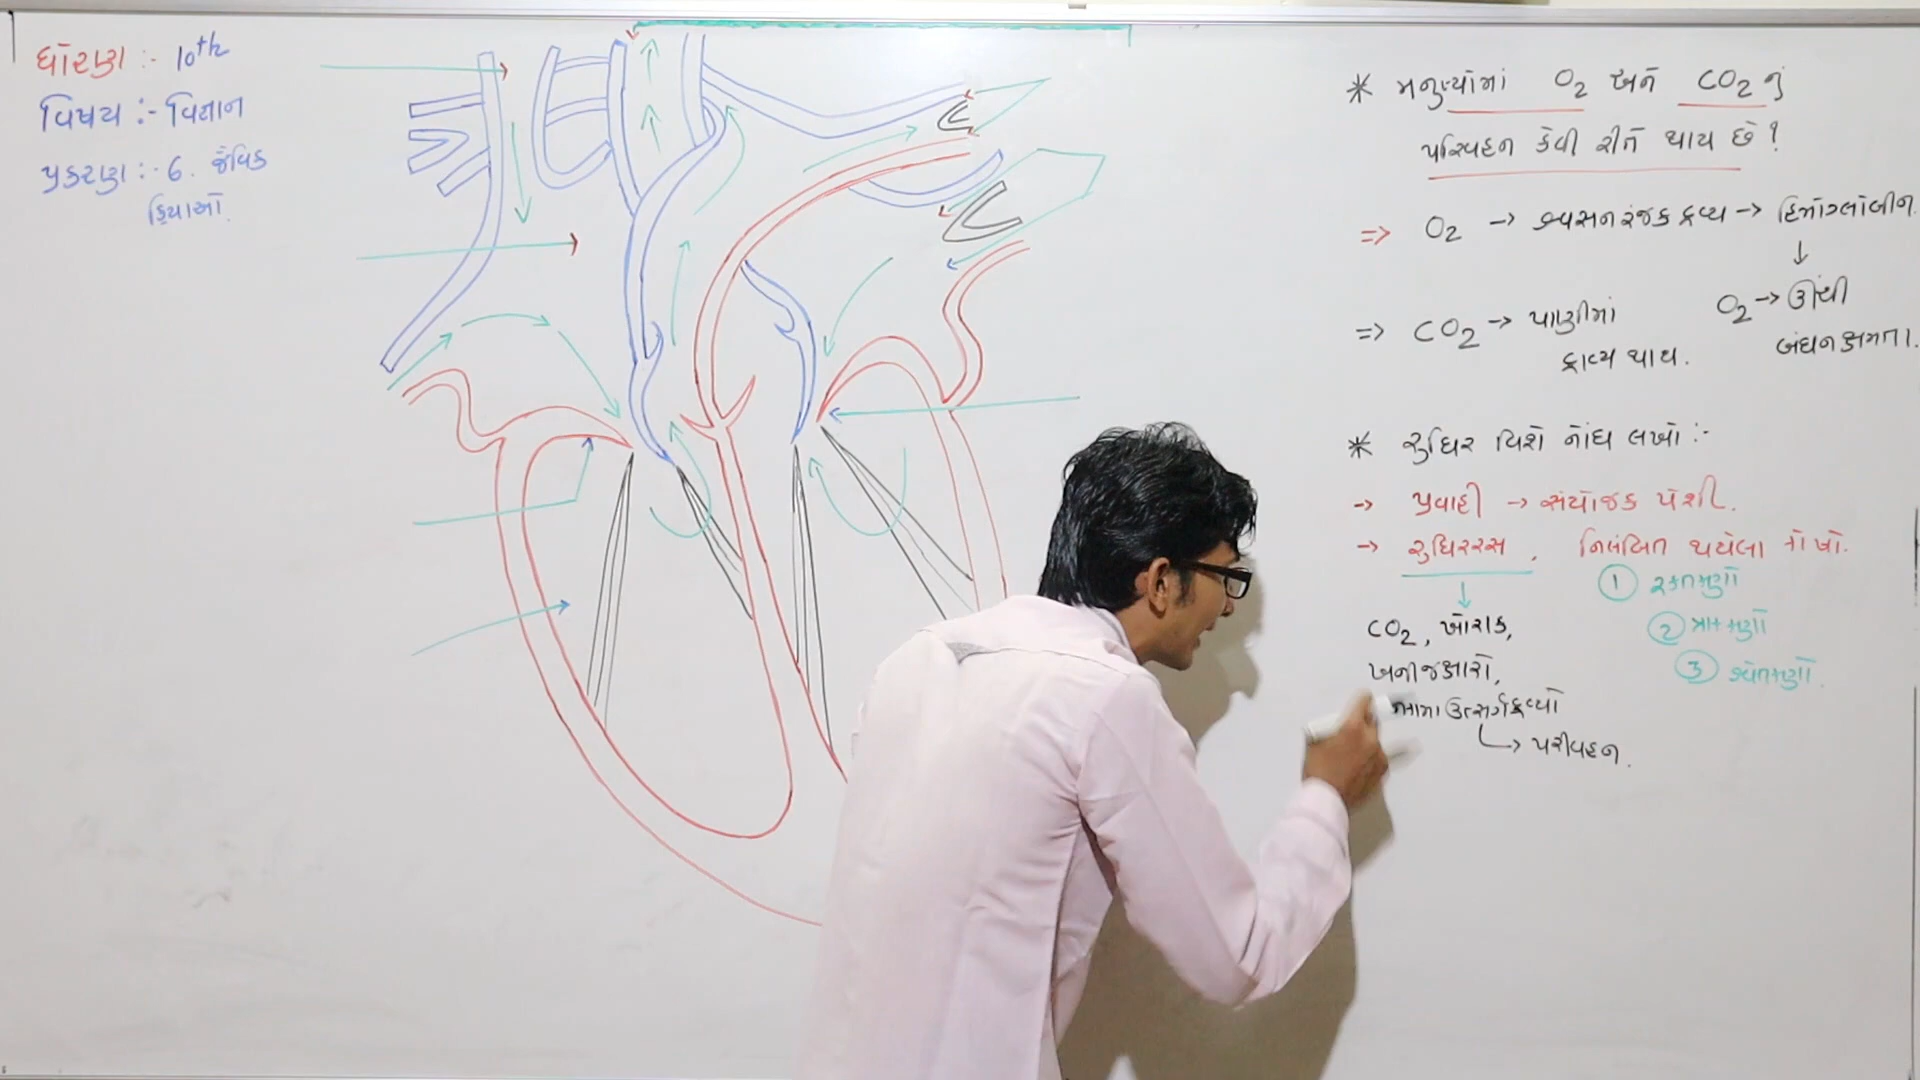 ધોરણ :- 10th
વિષય :- વિજ્ઞાન
પ્રકરણ :- 6. જૈવિક
ક્રિયાઓ.
* મનુષ્યોમાં O2 અને CO2 નું
પરિવહન કેવી રીતે થાય છે ?
=> O2 -> શ્વસનરંજક દ્રવ્ય -> હિમોગ્લોબીન.
↓
O2 -> ઊંચી
બંધનક્ષમતા.
=> CO2 -> પાણીમાં
દ્રાવ્ય થાય.
* રુધિર વિશે નોંધ લખો :-
-> પ્રવાહી -> સંયોજક પેશી.
-> રુધિરરસ , નિલંબિત થયેલા કોષો.
① રક્તકણો
② ત્રાકકણો
③ શ્વેતકણો.
↓
CO2 , ખોરાક,
ખનીજક્ષારો,
ઉત્સર્ગદ્રવ્યો
-> પરીવહન.